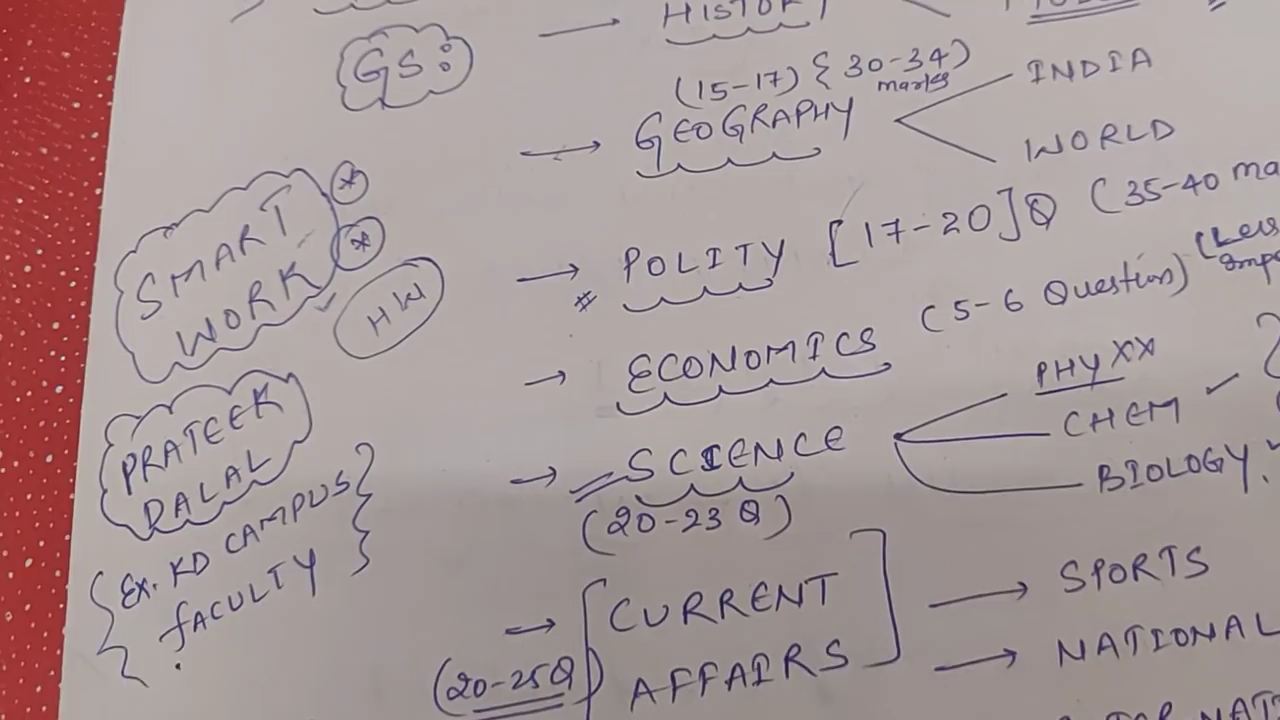 GS: → HISTORY
(15-17) { 30-34) marks
→ GEOGRAPHY
INDIA
WORLD
SMART WORK
HW
→ # POLITY [17-20]Q (35-40 ma
→ ECONOMICS (5-6 Question) (Less
PRATEEK DALAL
{ Ex. KD CAMPUS }
faculty
→ SCIENCE
(20-23 Q)
PHY XX
CHEM ✓
BIOLOGY.
→ [CURRENT AFFAIRS]
(20-25Q)
→ SPORTS
→ NATIONAL